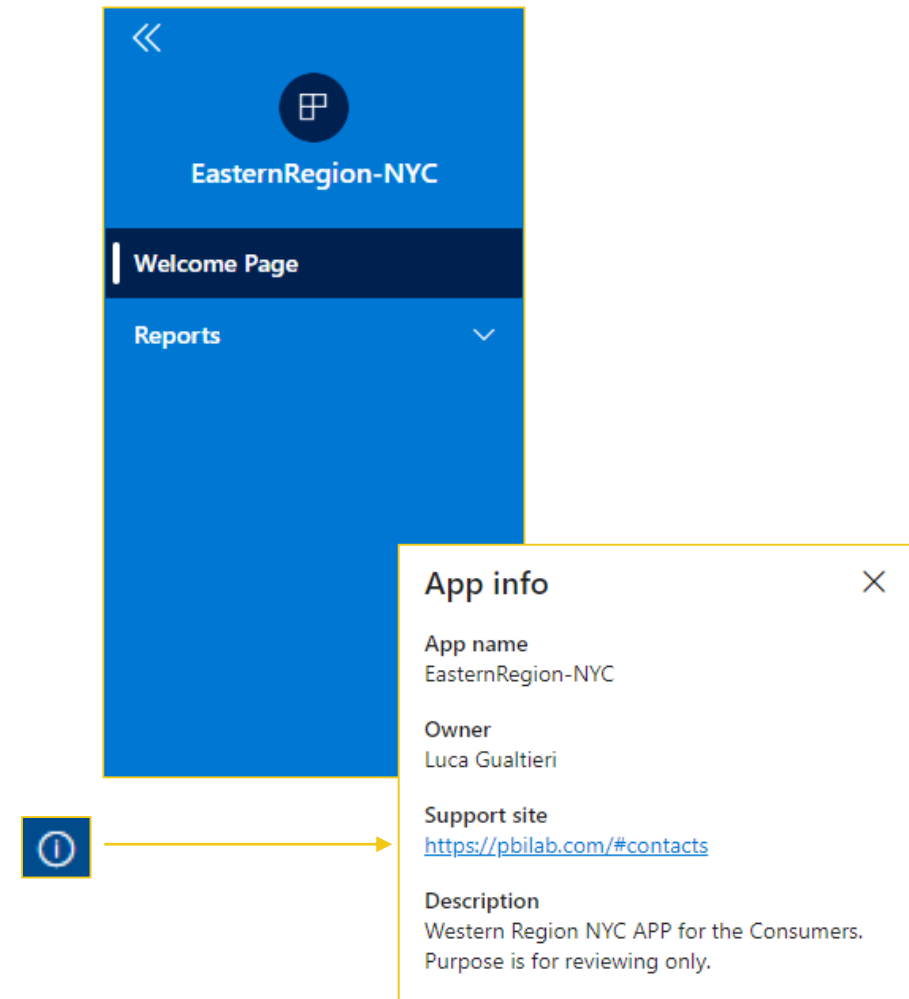 EasternRegion-NYC
Welcome Page
Reports
App info
App name
EasternRegion-NYC
Owner
Luca Gualtieri
Support site
https://pbilab.com/#contacts
Description
Western Region NYC APP for the Consumers.
Purpose is for reviewing only.